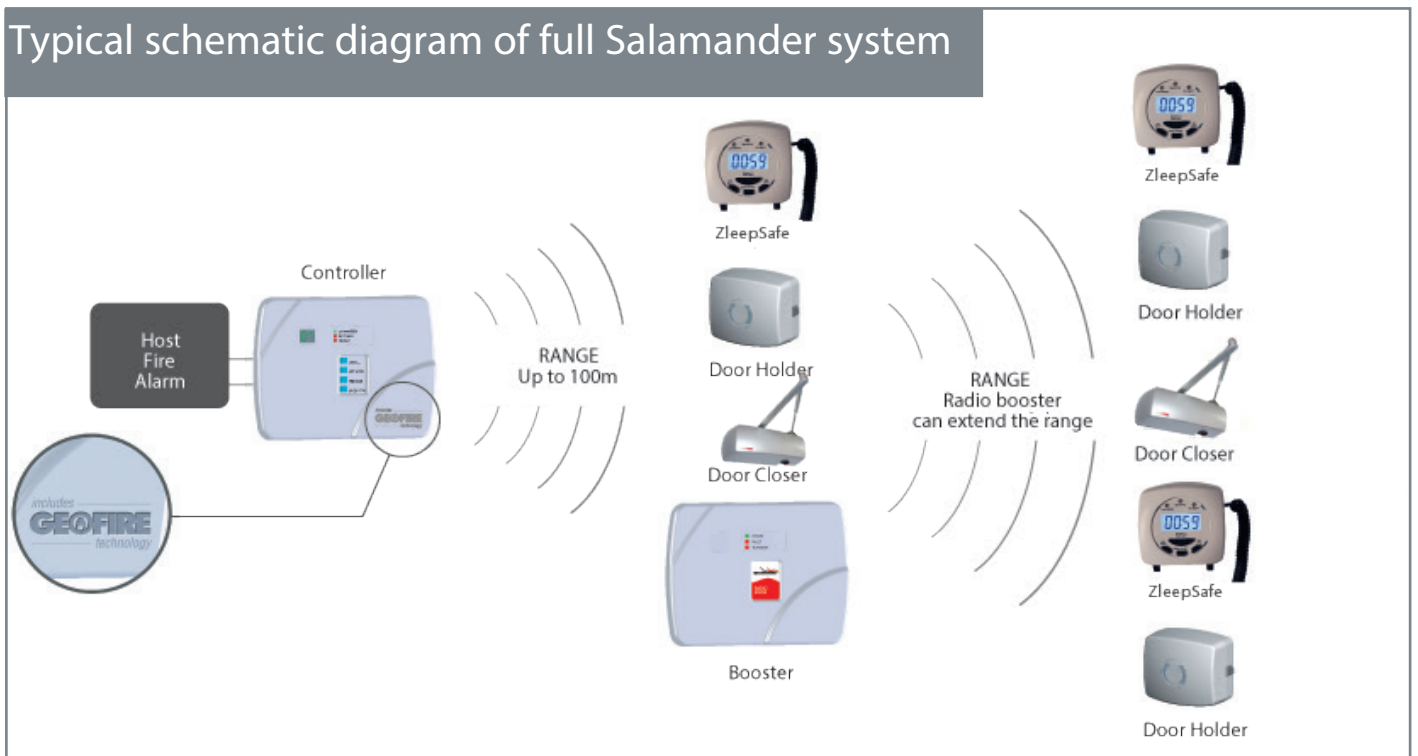 Typical schematic diagram of full Salamander system
Controller
Host
Fire
Alarm
includes
GEOFIRE
technology
GEOFIRE
technology
RANGE
Up to 100m
0059
ZleepSafe
Door Holder
Door Closer
Booster
RANGE
Radio booster
can extend the range
0059
ZleepSafe
Door Holder
Door Closer
0059
ZleepSafe
Door Holder